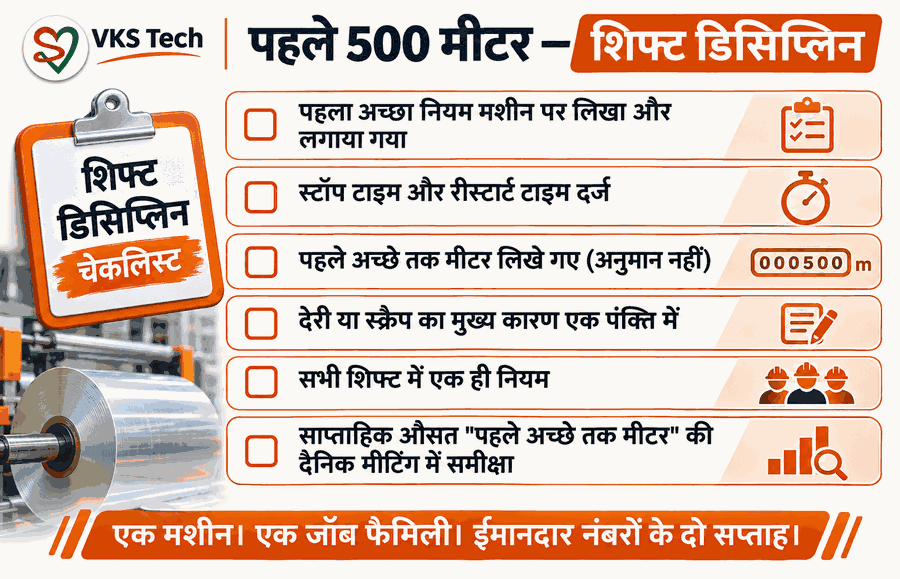 VKS Tech
पहले 500 मीटर – शिफ्ट डिसिप्लिन
शिफ्ट
डिसिप्लिन
चेकलिस्ट
पहला अच्छा नियम मशीन पर लिखा और
लगाया गया
स्टॉप टाइम और रीस्टार्ट टाइम दर्ज
पहले अच्छे तक मीटर लिखे गए (अनुमान नहीं)
000500 m
देरी या स्क्रैप का मुख्य कारण एक पंक्ति में
सभी शिफ्ट में एक ही नियम
साप्ताहिक औसत "पहले अच्छे तक मीटर" की
दैनिक मीटिंग में समीक्षा
एक मशीन। एक जॉब फैमिली। ईमानदार नंबरों के दो सप्ताह।